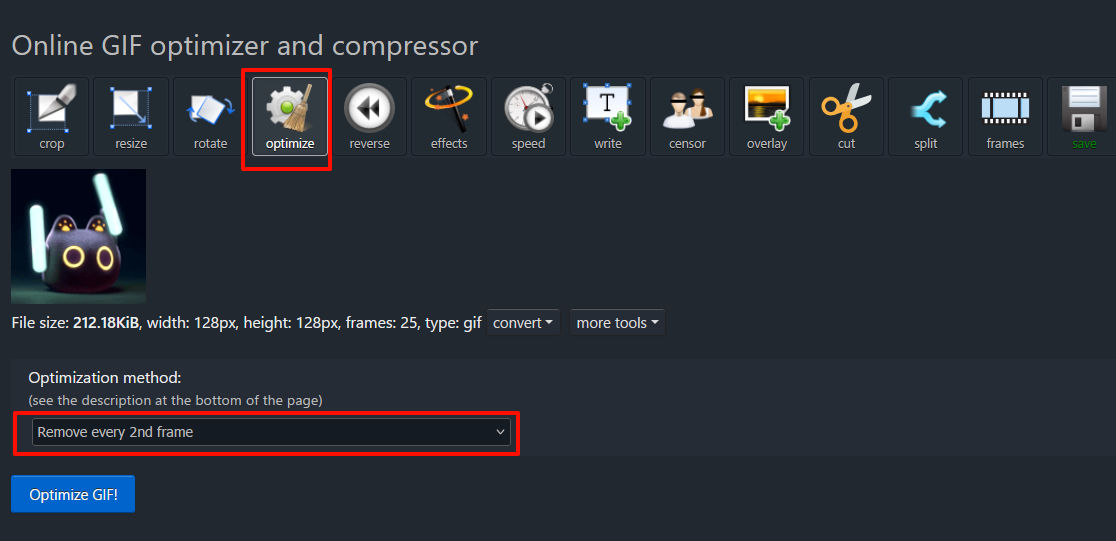 Online GIF optimizer and compressor
crop resize rotate optimize reverse effects speed T write censor overlay cut split frames save
File size: 212.18KiB, width: 128px, height: 128px, frames: 25, type: gif convert more tools
Optimization method:
(see the description at the bottom of the page)
Remove every 2nd frame
Optimize GIF!